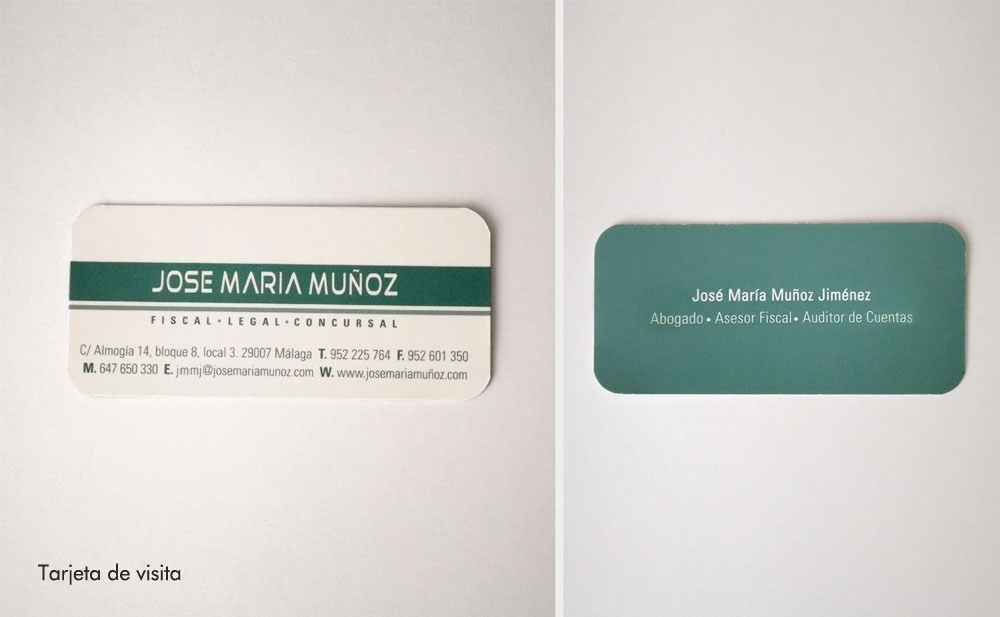 JOSE MARIA MUÑOZ
FISCAL • LEGAL • CONCURSAL
C/ Almogía 14, bloque 8, local 3. 29007 Málaga T. 952 225 764 F. 952 601 350
M. 647 650 330 E. jmmj@josemariamunoz.com W. www.josemariamuñoz.com
José María Muñoz Jiménez
Abogado • Asesor Fiscal • Auditor de Cuentas
Tarjeta de visita